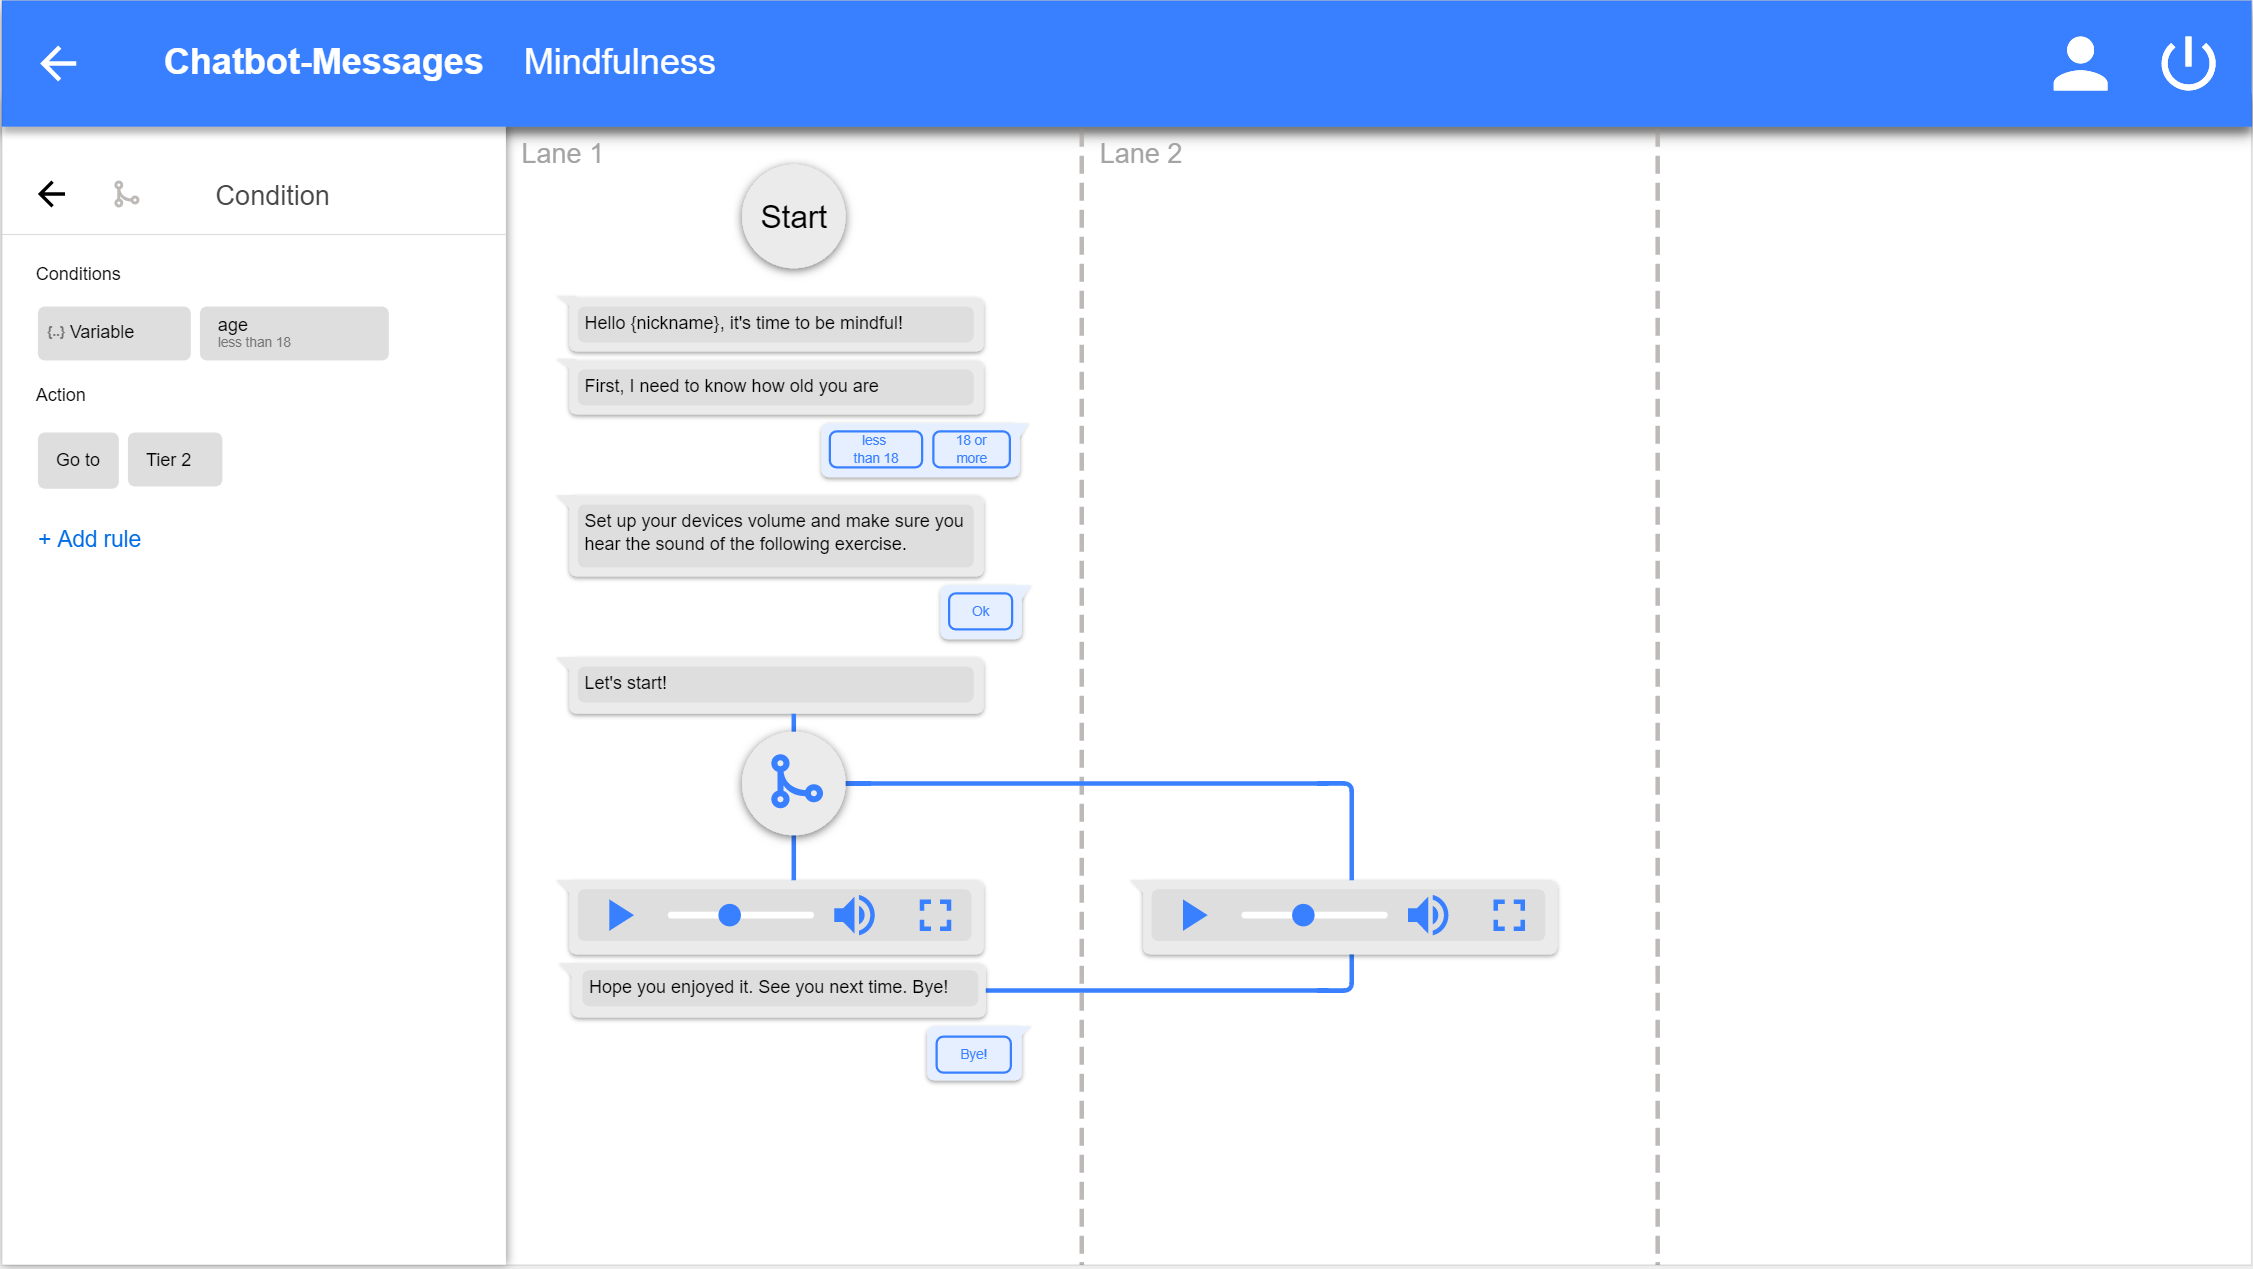 Chatbot-Messages Mindfulness
Condition
Conditions
{..} Variable
age
less than 18
Action
Go to
Tier 2
+ Add rule
Lane 1
Lane 2
Start
Hello {nickname}, it's time to be mindful!
First, I need to know how old you are
less
than 18
18 or
more
Set up your devices volume and make sure you
hear the sound of the following exercise.
Ok
Let's start!
Hope you enjoyed it. See you next time. Bye!
Bye!